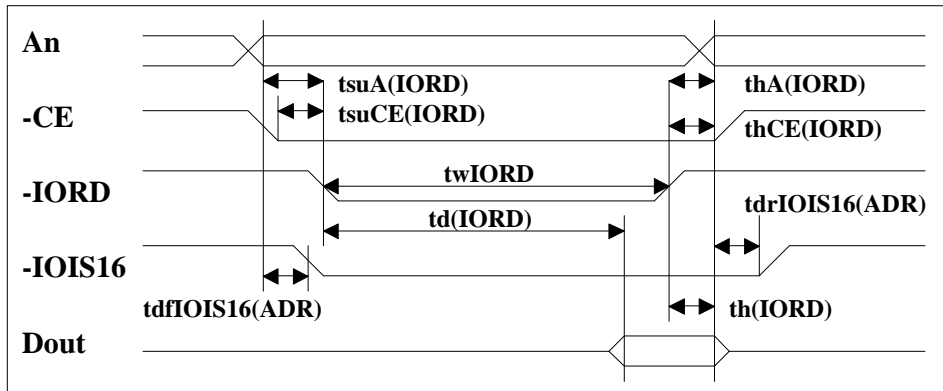 An
tsuA(IORD)
thA(IORD)
-CE
tsuCE(IORD)
thCE(IORD)
-IORD
twIORD
tdrIOIS16(ADR)
td(IORD)
-IOIS16
tdfIOIS16(ADR)
th(IORD)
Dout